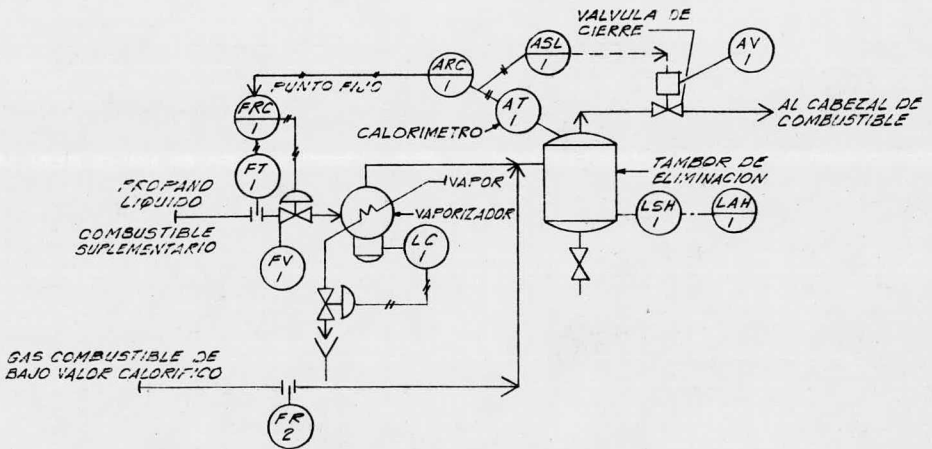 VALVULA DE
CIERRE
ASL
1
AV
1
ARC
1
PUNTO FIJO
AT
1
FRC
1
AL CABEZAL DE
COMBUSTIBLE
CALORIMETRO
FT
1
TAMBOR DE
ELIMINACION
PROPANO
LIQUIDO
VAPOR
VAPORIZADOR
LSH
1
LAH
1
COMBUSTIBLE
SUPLEMENTARIO
LC
1
FV
1
GAS COMBUSTIBLE DE
BAJO VALOR CALORIFICO
FR
2